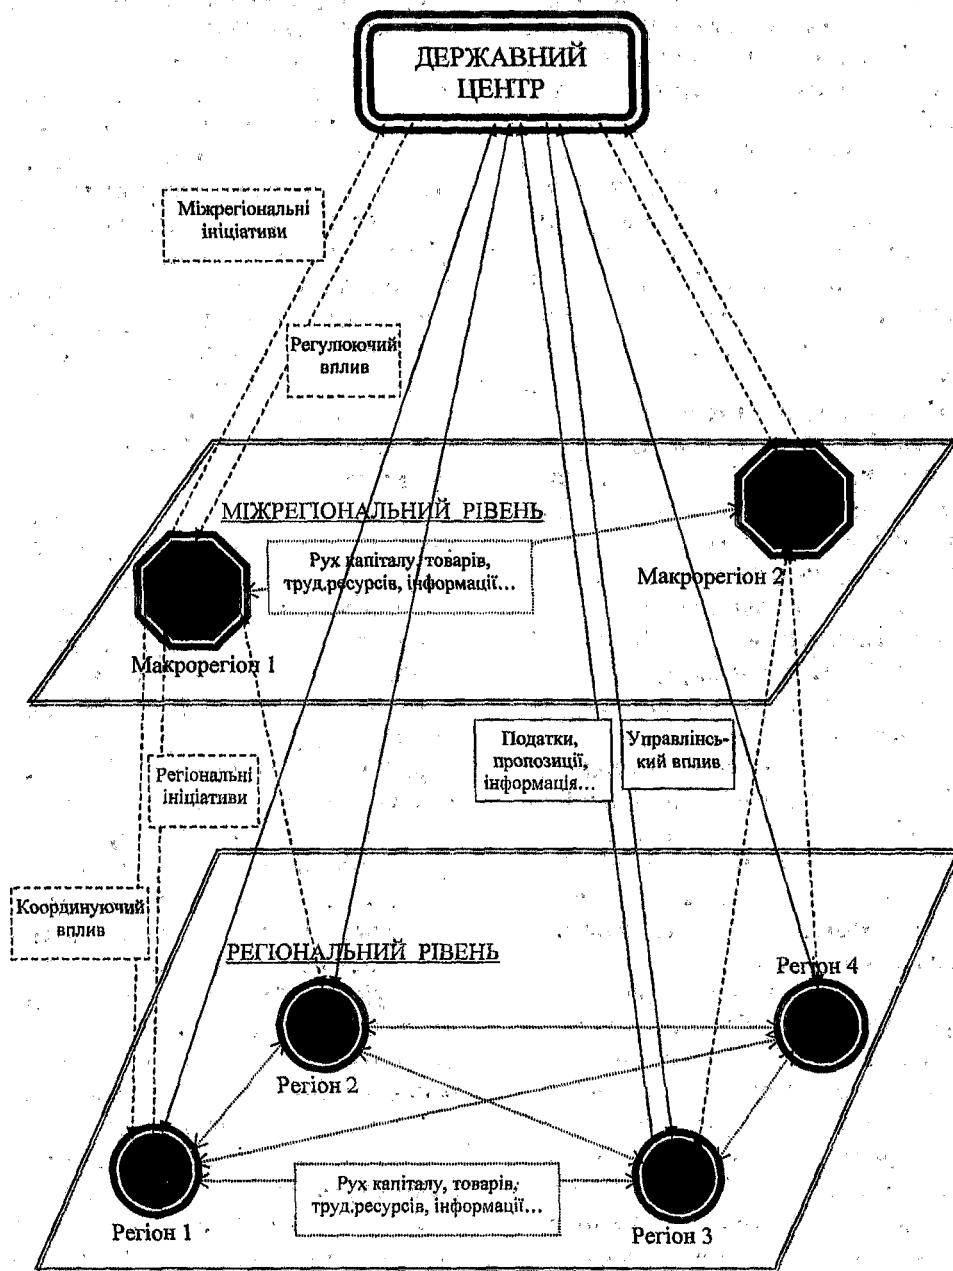 ДЕРЖАВНИЙ
ЦЕНТР
Міжрегіональні
ініціативи
Регулюючий
вплив
МІЖРЕГІОНАЛЬНИЙ РІВЕНЬ
Рух капіталу, товарів,
труд.ресурсів, інформації...
Макрорегіон 2
Макрорегіон 1
Податки,
пропозиції,
інформація...
Управлінсь-
кий вплив
Регіональні
ініціативи
Координуючий
вплив
РЕГІОНАЛЬНИЙ РІВЕНЬ
Регіон 4
Регіон 2
Рух капіталу, товарів,
труд.ресурсів, інформації...
Регіон 1
Регіон 3